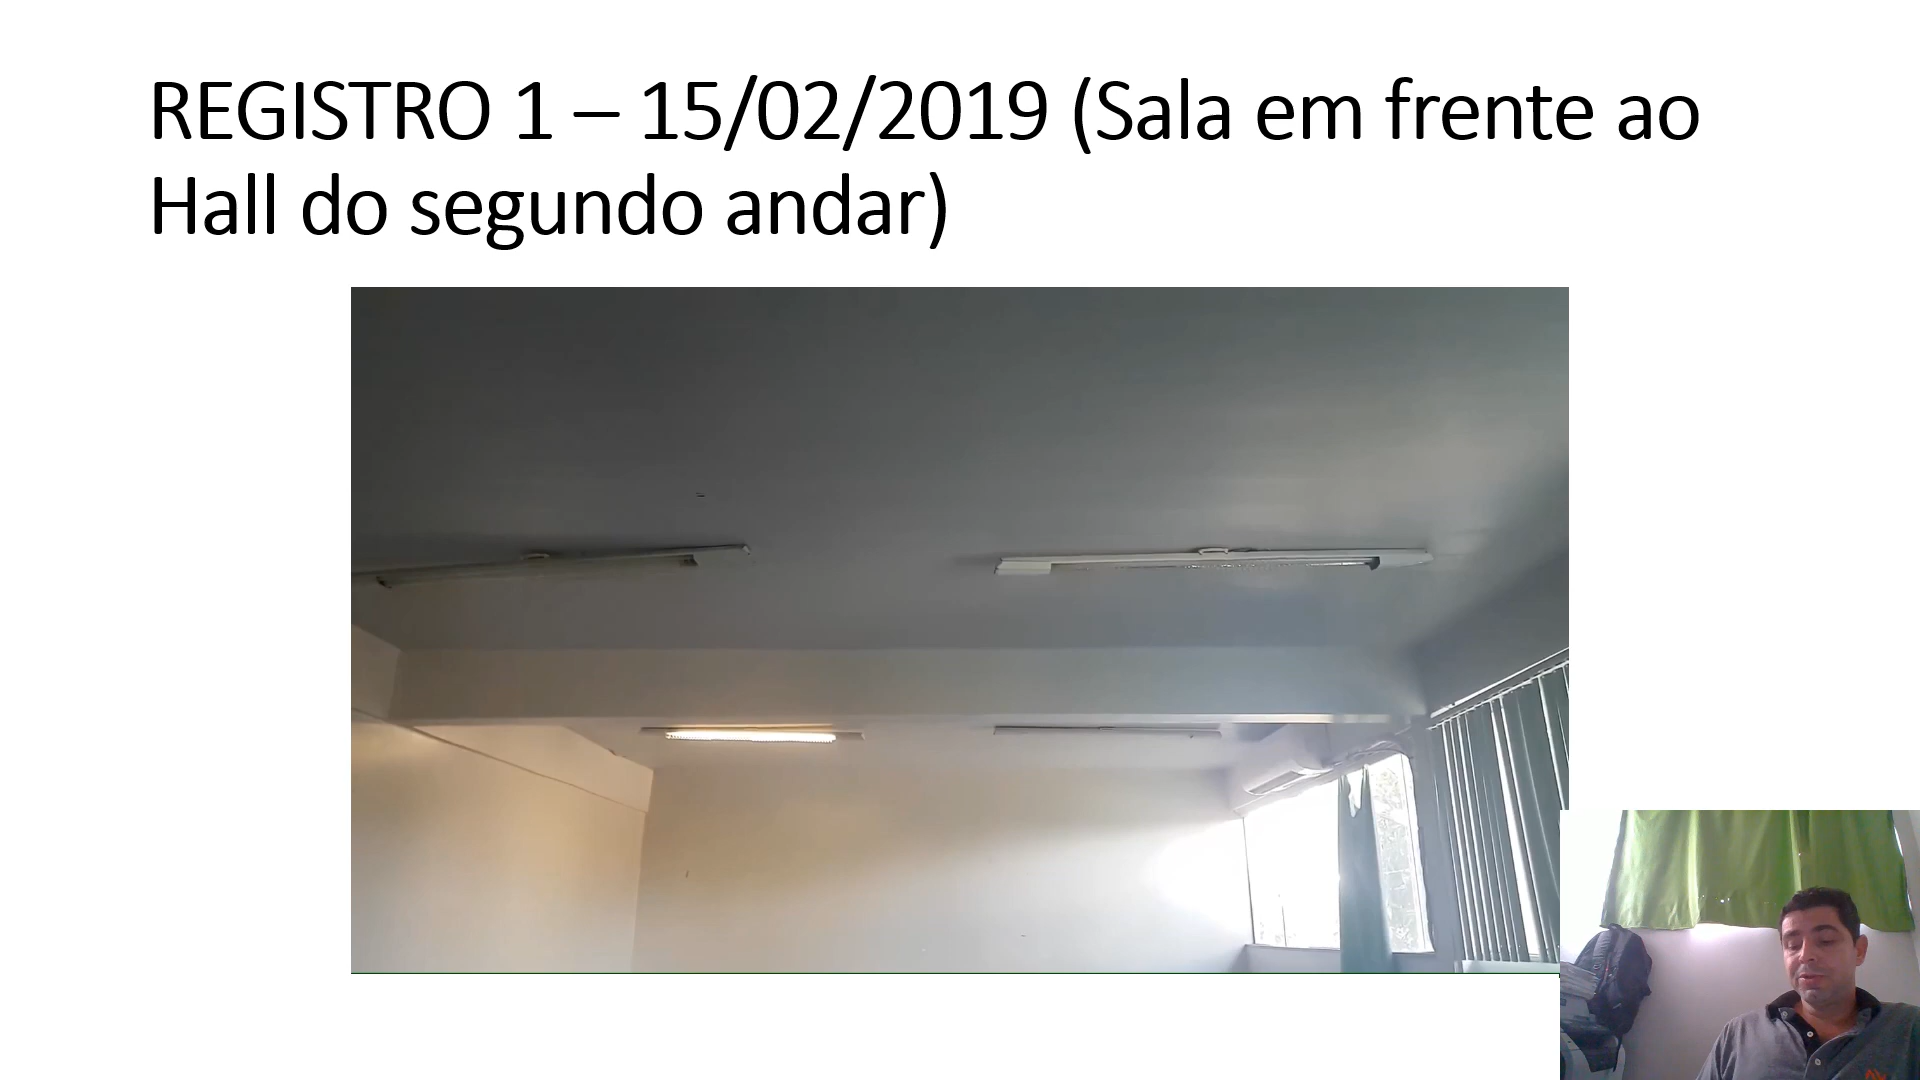 REGISTRO 1 – 15/02/2019 (Sala em frente ao
Hall do segundo andar)